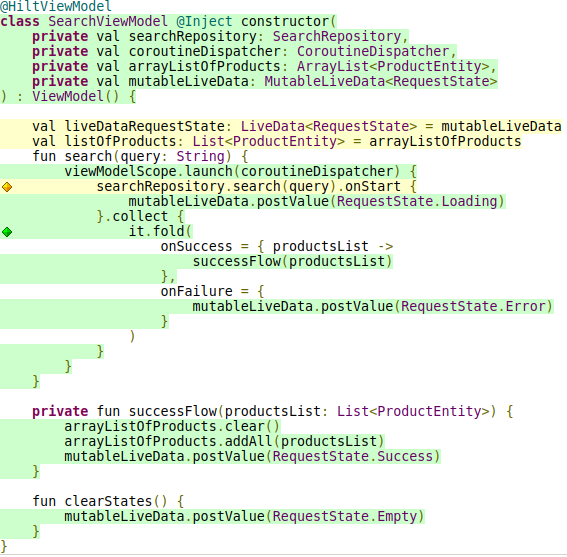 @HiltViewModel
class SearchViewModel @Inject constructor(
    private val searchRepository: SearchRepository,
    private val coroutineDispatcher: CoroutineDispatcher,
    private val arrayListOfProducts: ArrayList<ProductEntity>,
    private val mutableLiveData: MutableLiveData<RequestState>
) : ViewModel() {

    val liveDataRequestState: LiveData<RequestState> = mutableLiveData
    val listOfProducts: List<ProductEntity> = arrayListOfProducts
    fun search(query: String) {
        viewModelScope.launch(coroutineDispatcher) {
            searchRepository.search(query).onStart {
                mutableLiveData.postValue(RequestState.Loading)
            }.collect {
                it.fold(
                    onSuccess = { productsList ->
                        successFlow(productsList)
                    },
                    onFailure = {
                        mutableLiveData.postValue(RequestState.Error)
                    }
                )
            }
        }
    }

    private fun successFlow(productsList: List<ProductEntity>) {
        arrayListOfProducts.clear()
        arrayListOfProducts.addAll(productsList)
        mutableLiveData.postValue(RequestState.Success)
    }

    fun clearStates() {
        mutableLiveData.postValue(RequestState.Empty)
    }
}